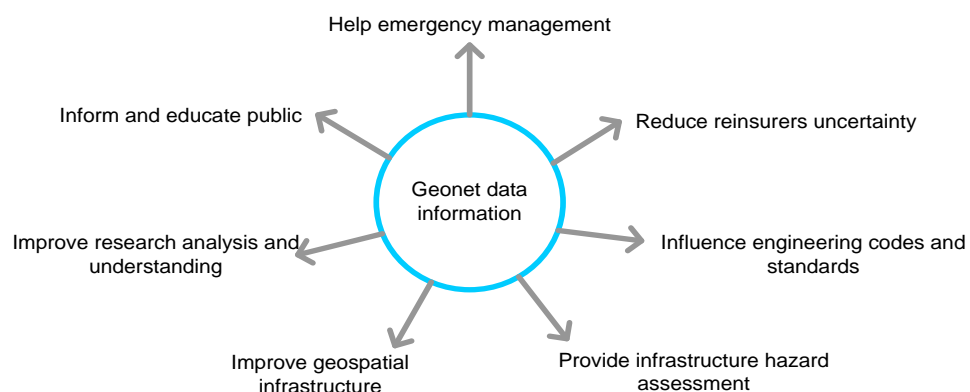 Help emergency management
Inform and educate public
Reduce reinsurers uncertainty
Geonet data
information
Improve research analysis and
understanding
Influence engineering codes and
standards
Improve geospatial
infrastructure
Provide infrastructure hazard
assessment